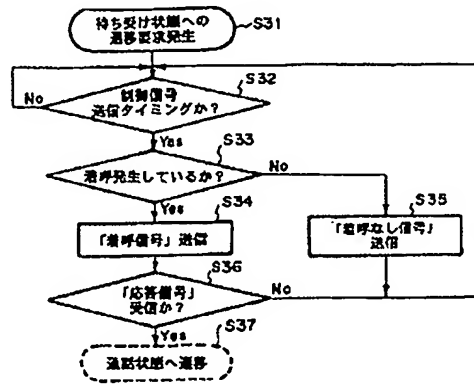 待ち受け状態への
遷移要求発生
S31
S32
No
制御信号
送信タイミングか？
Yes
S33
着呼発生しているか？
No
Yes
S34
「着呼信号」送信
S35
「着呼なし信号」
送信
S36
「応答信号」
受信か？
No
Yes
S37
通話状態へ遷移